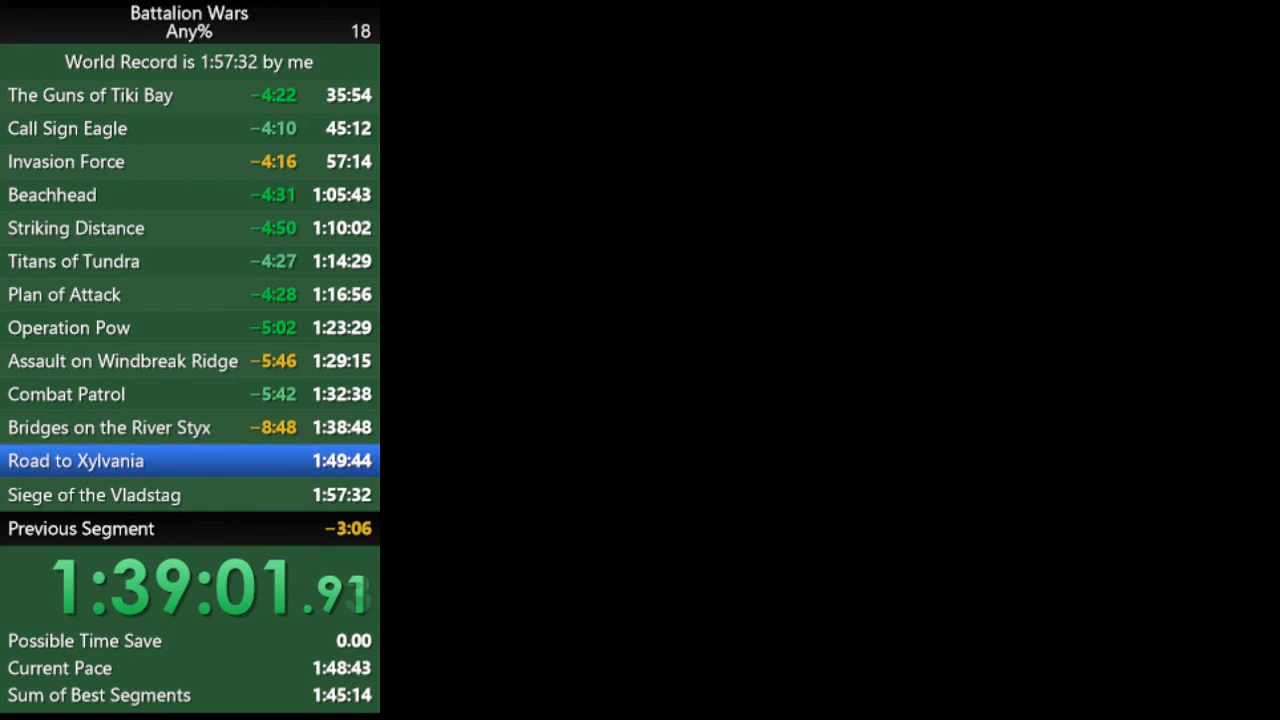 Battalion Wars
Any% 18
World Record is 1:57:32 by me
The Guns of Tiki Bay −4:22 35:54
Call Sign Eagle −4:10 45:12
Invasion Force −4:16 57:14
Beachhead −4:31 1:05:43
Striking Distance −4:50 1:10:02
Titans of Tundra −4:27 1:14:29
Plan of Attack −4:28 1:16:56
Operation Pow −5:02 1:23:29
Assault on Windbreak Ridge −5:46 1:29:15
Combat Patrol −5:42 1:32:38
Bridges on the River Styx −8:48 1:38:48
Road to Xylvania 1:49:44
Siege of the Vladstag 1:57:32
Previous Segment −3:06
1:39:01.91
Possible Time Save 0.00
Current Pace 1:48:43
Sum of Best Segments 1:45:14